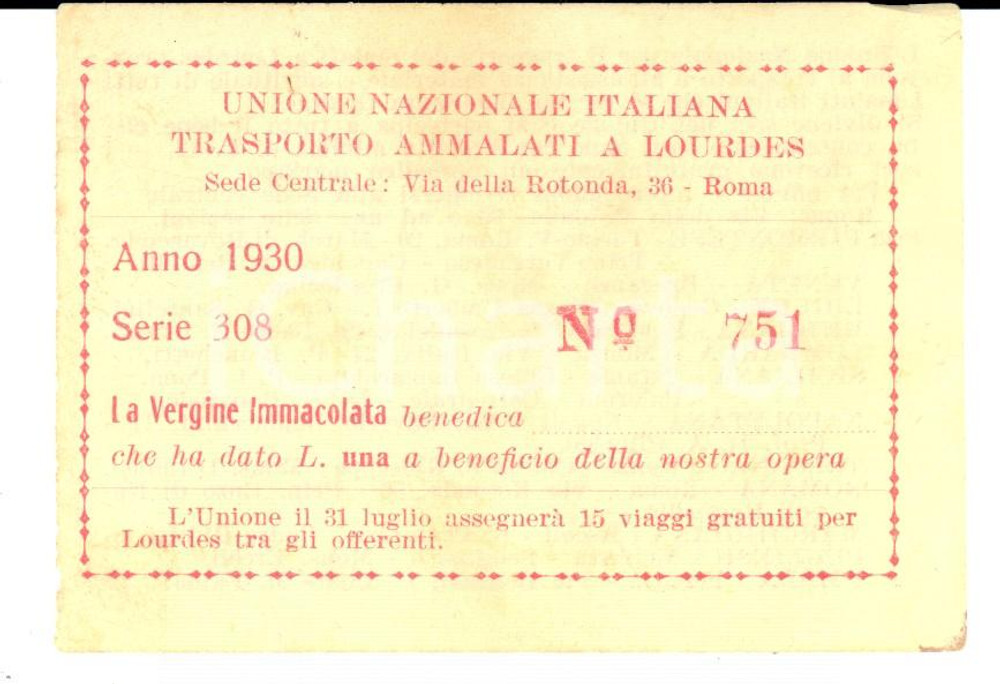 UNIONE NAZIONALE ITALIANA
TRASPORTO AMMALATI A LOURDES
Sede Centrale: Via della Rotonda, 36 - Roma
Anno 1930
Serie 308
Nº 751
La Vergine Immacolata benedica
che ha dato L. una a beneficio della nostra opera
L'Unione il 31 luglio assegnerà 15 viaggi gratuiti per
Lourdes tra gli offerenti.